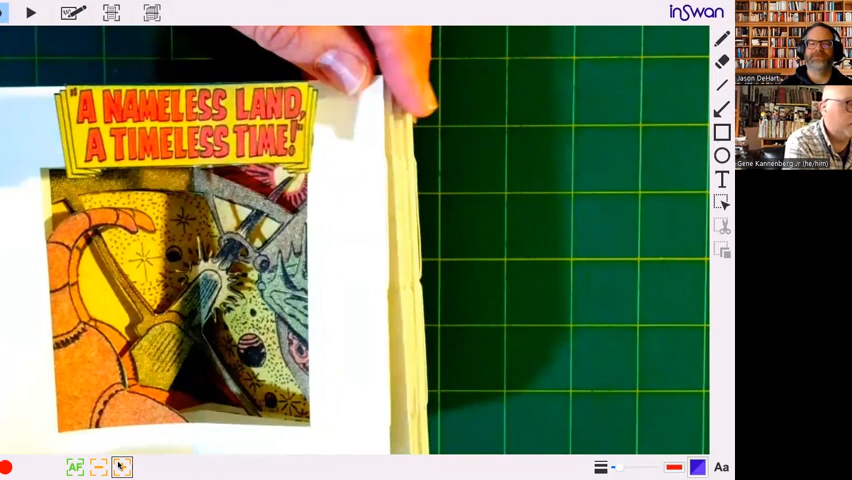 inSwan
"A NAMELESS LAND,
A TIMELESS TIME!"
Jason DeHart
Gene Kannenberg Jr (he/him)
AF
T
Aa